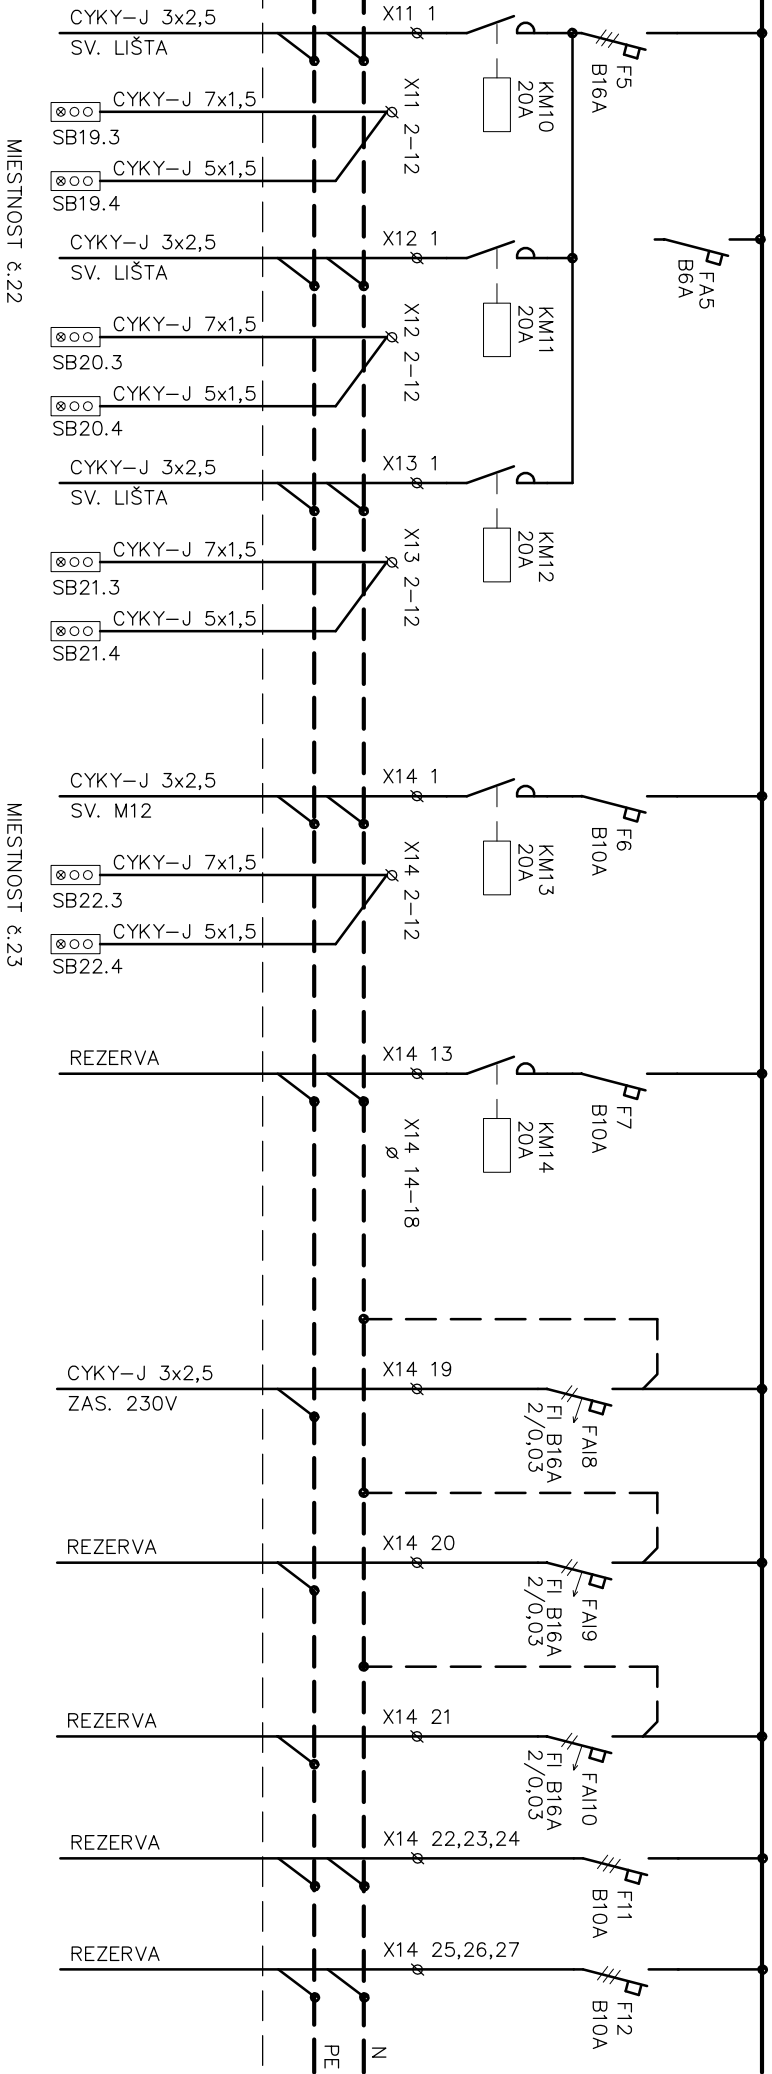 CYKY-J 3x2,5
SV. LIŠTA
X11 1
KM10
20A
F5
B16A
CYKY-J 7x1,5
SB19.3
X11 2-12
CYKY-J 5x1,5
SB19.4
MIESTNOST č.22
CYKY-J 3x2,5
SV. LIŠTA
X12 1
KM11
20A
FA5
B6A
CYKY-J 7x1,5
SB20.3
X12 2-12
CYKY-J 5x1,5
SB20.4
CYKY-J 3x2,5
SV. LIŠTA
X13 1
KM12
20A
CYKY-J 7x1,5
SB21.3
X13 2-12
CYKY-J 5x1,5
SB21.4
CYKY-J 3x2,5
SV. M12
X14 1
KM13
20A
F6
B10A
MIESTNOST č.23
CYKY-J 7x1,5
SB22.3
X14 2-12
CYKY-J 5x1,5
SB22.4
REZERVA
X14 13
KM14
20A
F7
B10A
X14 14-18
CYKY-J 3x2,5
ZAS. 230V
X14 19
FAI8
FI B16A
2/0,03
REZERVA
X14 20
FAI9
FI B16A
2/0,03
REZERVA
X14 21
FAI10
FI B16A
2/0,03
REZERVA
X14 22,23,24
F11
B10A
REZERVA
X14 25,26,27
F12
B10A
N
PE